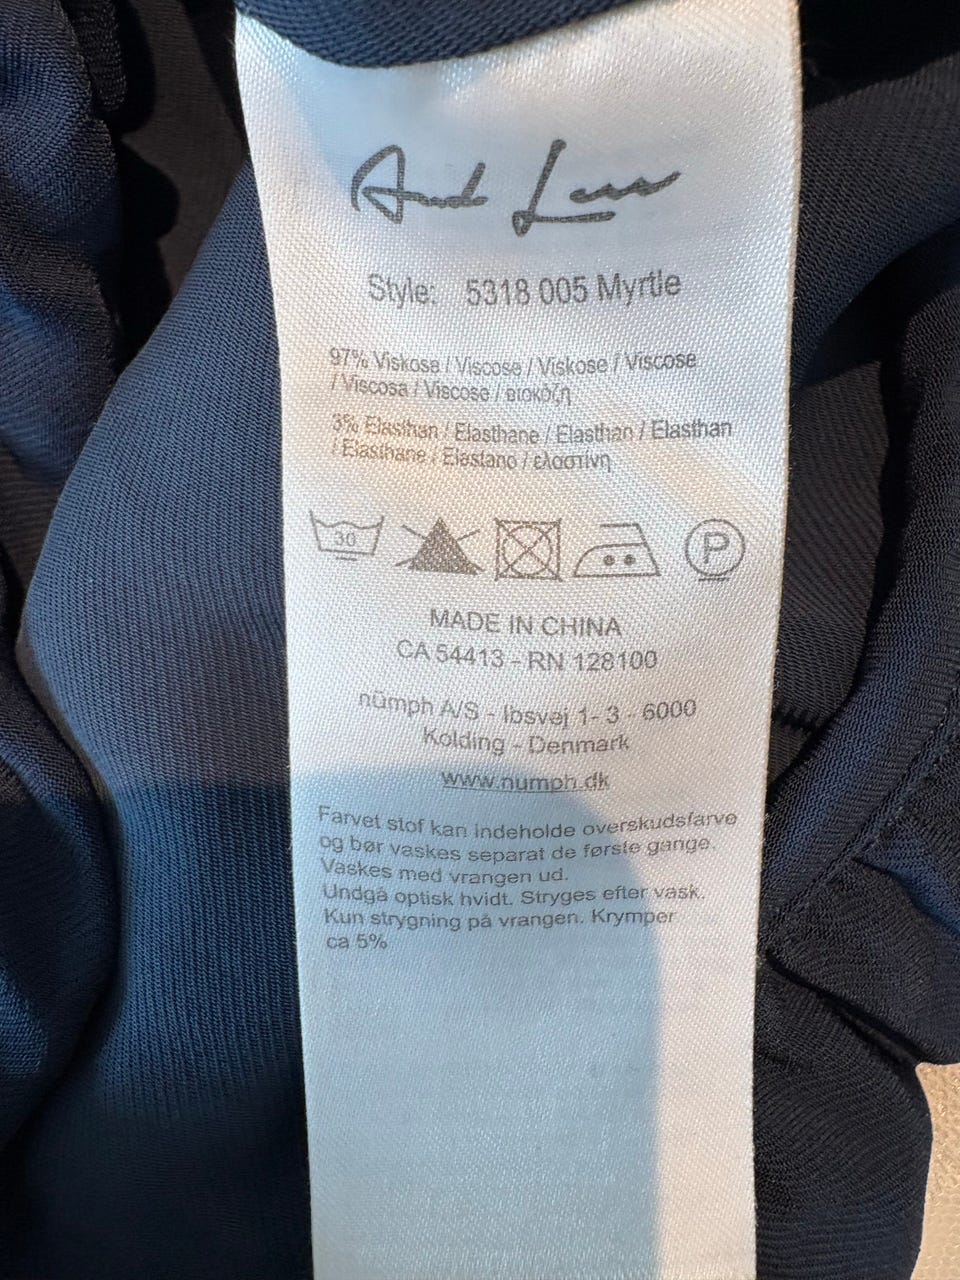 And Less
Style: 5318 005 Myrtle
97% Viskose / Viscose / Viskose / Viscose
/ Viscosa / Viscose / βισκόζη
3% Elasthan / Elasthane / Elasthan / Elasthan
/ Elasthane / Elastano / ελαστίνη
30 P
MADE IN CHINA
CA 54413 - RN 128100
nümph A/S - Ibsvej 1- 3 - 6000
Kolding - Denmark
www.numph.dk
Farvet stof kan indeholde overskudsfarve
og bør vaskes separat de første gange.
Vaskes med vrangen ud.
Undgå optisk hvidt. Stryges efter vask.
Kun strygning på vrangen. Krymper
ca 5%